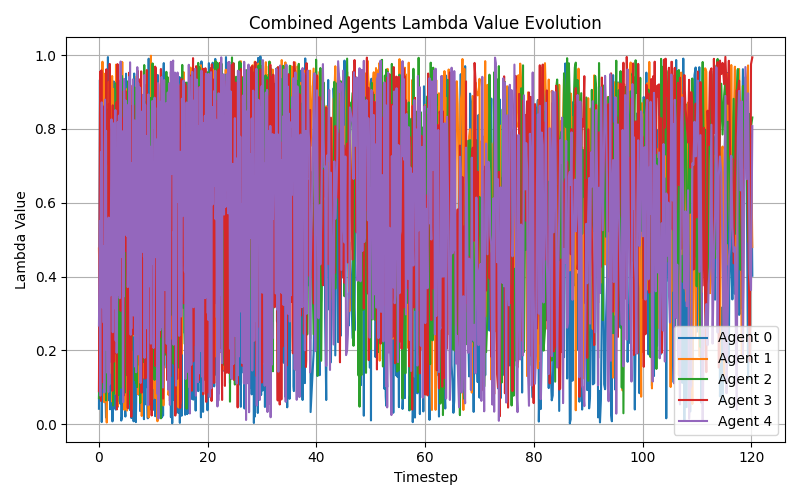 Combined Agents Lambda Value Evolution
Lambda Value
1.0
0.8
0.6
0.4
0.2
0.0
Agent 0
Agent 1
Agent 2
Agent 3
Agent 4
0 20 40 60 80 100 120
Timestep